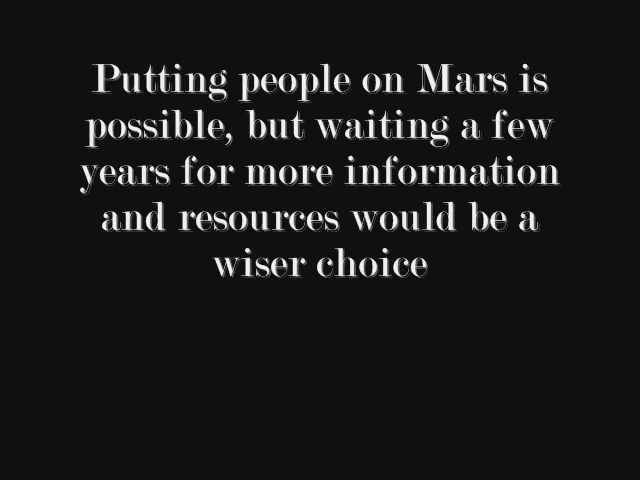 Putting people on Mars is
possible, but waiting a few
years for more information
and resources would be a
wiser choice